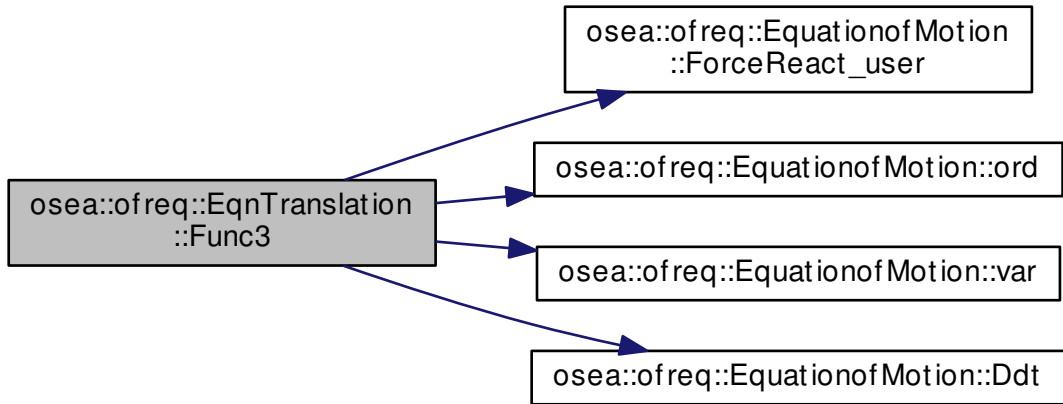 osea::ofreq::EquationofMotion
::ForceReact_user
osea::ofreq::EquationofMotion::ord
osea::ofreq::EqnTranslation
::Func3
osea::ofreq::EquationofMotion::var
osea::ofreq::EquationofMotion::Ddt